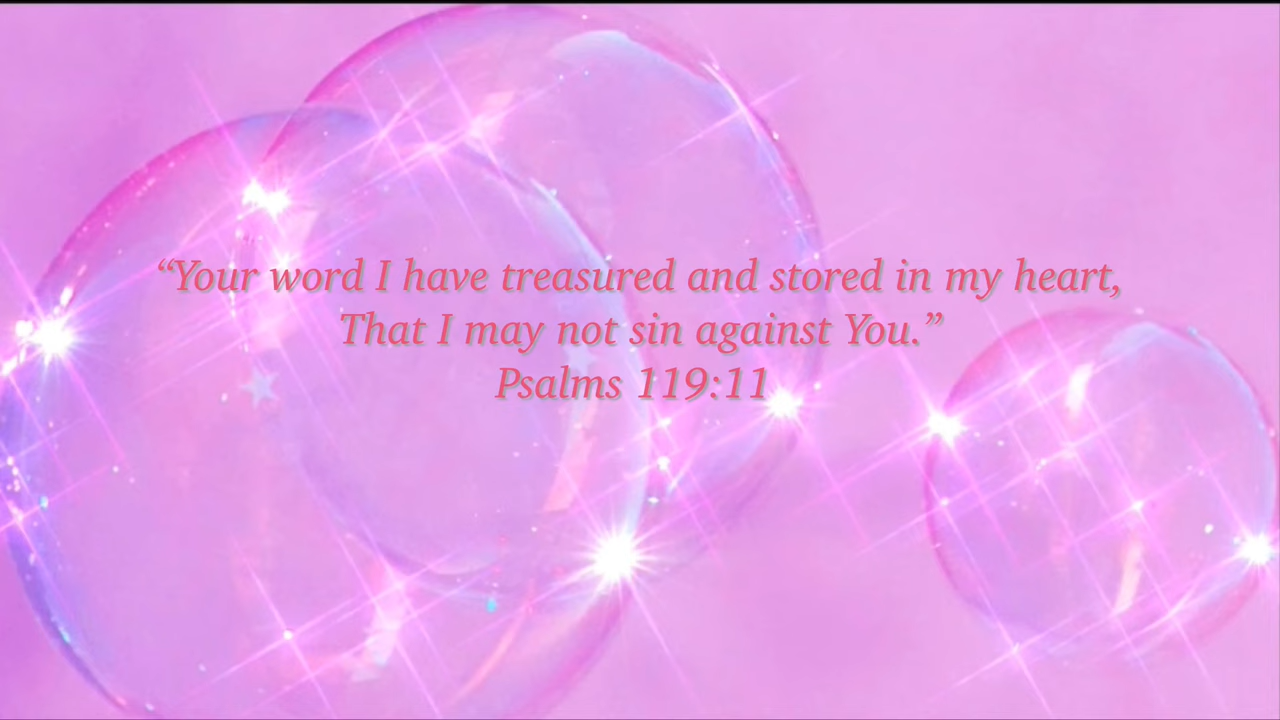 “Your word I have treasured and stored in my heart,
That I may not sin against You.”
Psalms 119:11